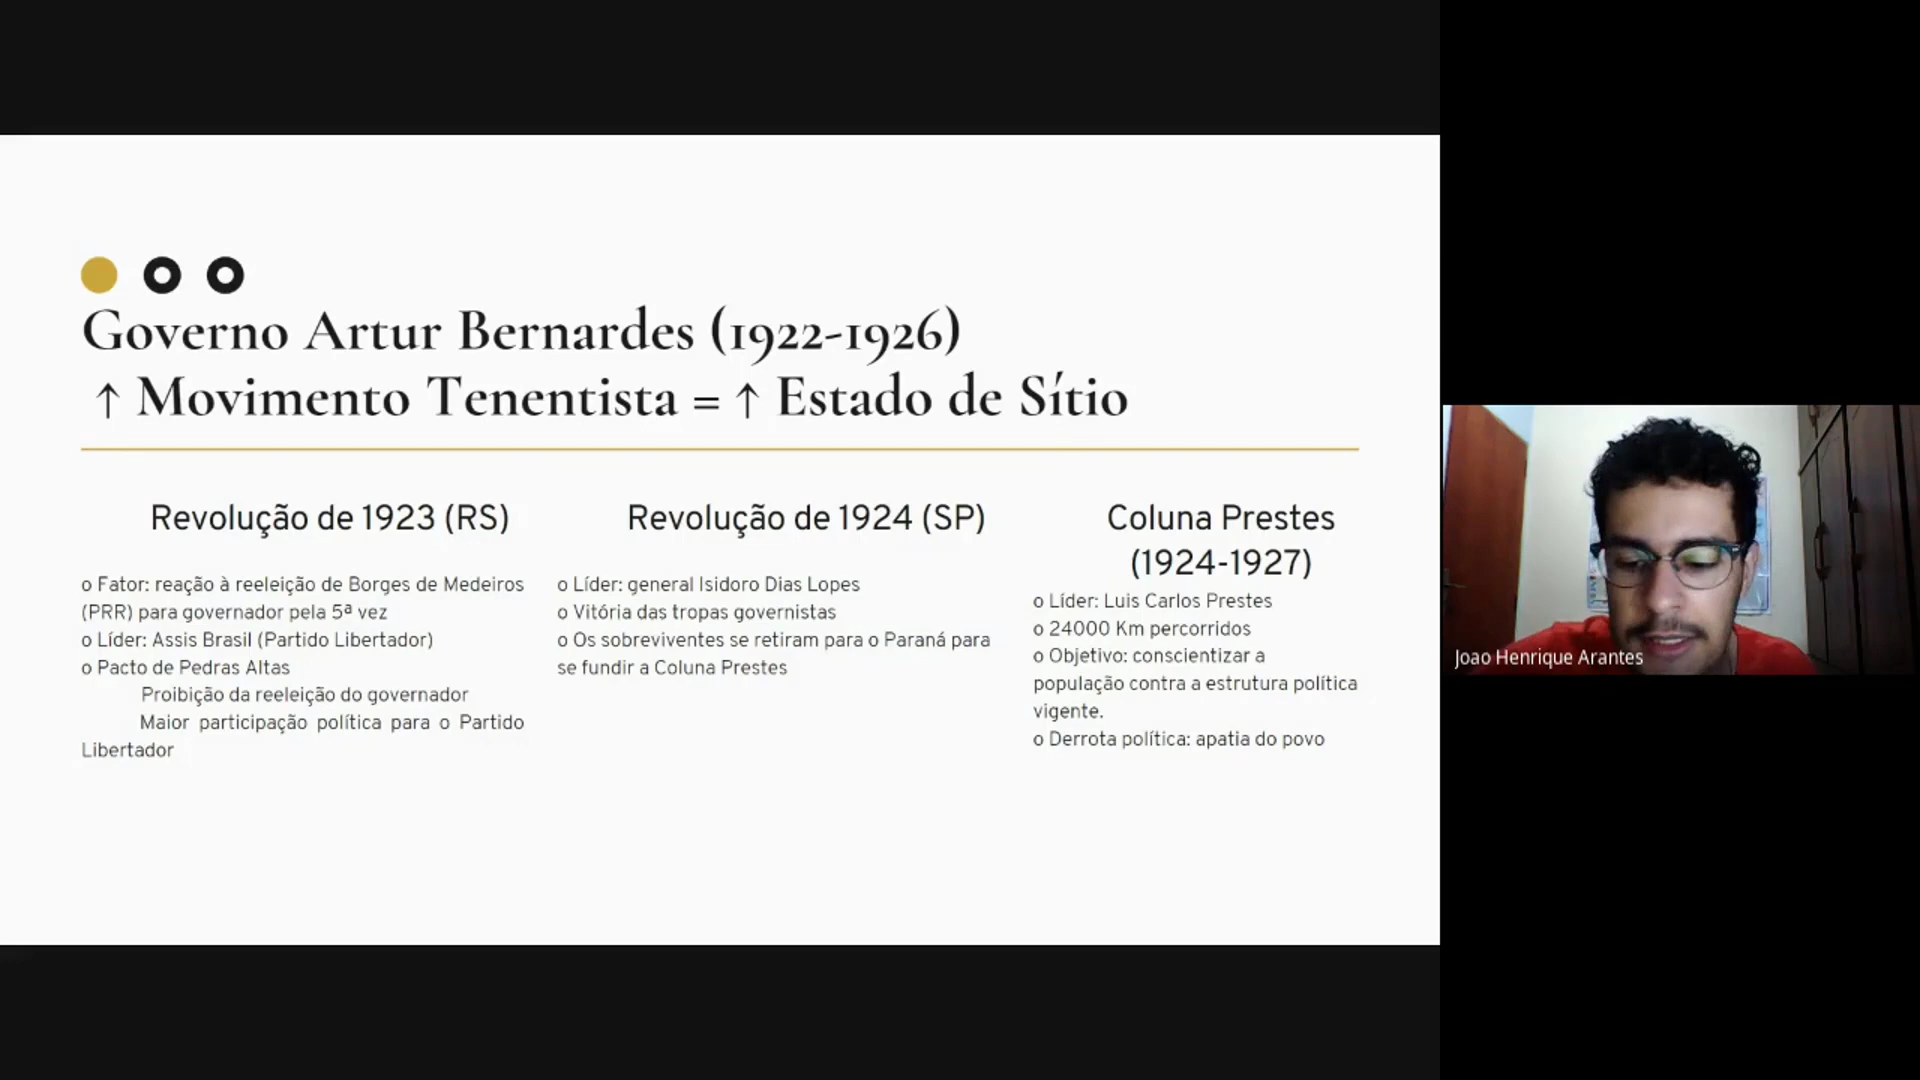 Governo Artur Bernardes (1922-1926)
↑ Movimento Tenentista = ↑ Estado de Sítio
Revolução de 1923 (RS)
o Fator: reação à reeleição de Borges de Medeiros
(PRR) para governador pela 5ª vez
o Líder: Assis Brasil (Partido Libertador)
o Pacto de Pedras Altas
Proibição da reeleição do governador
Maior participação política para o Partido
Libertador
Revolução de 1924 (SP)
o Líder: general Isidoro Dias Lopes
o Vitória das tropas governistas
o Os sobreviventes se retiram para o Paraná para
se fundir a Coluna Prestes
Coluna Prestes
(1924-1927)
o Líder: Luis Carlos Prestes
o 24000 Km percorridos
o Objetivo: conscientizar a
população contra a estrutura política
vigente.
o Derrota política: apatia do povo
Joao Henrique Arantes